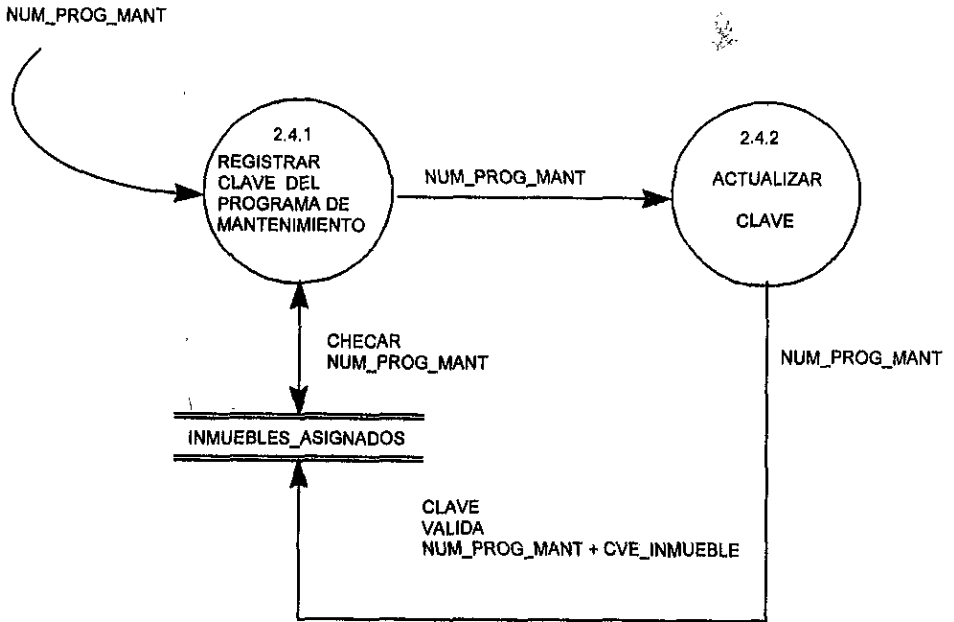 NUM_PROG_MANT
2.4.1
REGISTRAR
CLAVE DEL
PROGRAMA DE
MANTENIMIENTO
NUM_PROG_MANT
2.4.2
ACTUALIZAR
CLAVE
CHECAR
NUM_PROG_MANT
NUM_PROG_MANT
INMUEBLES_ASIGNADOS
CLAVE
VALIDA
NUM_PROG_MANT + CVE_INMUEBLE